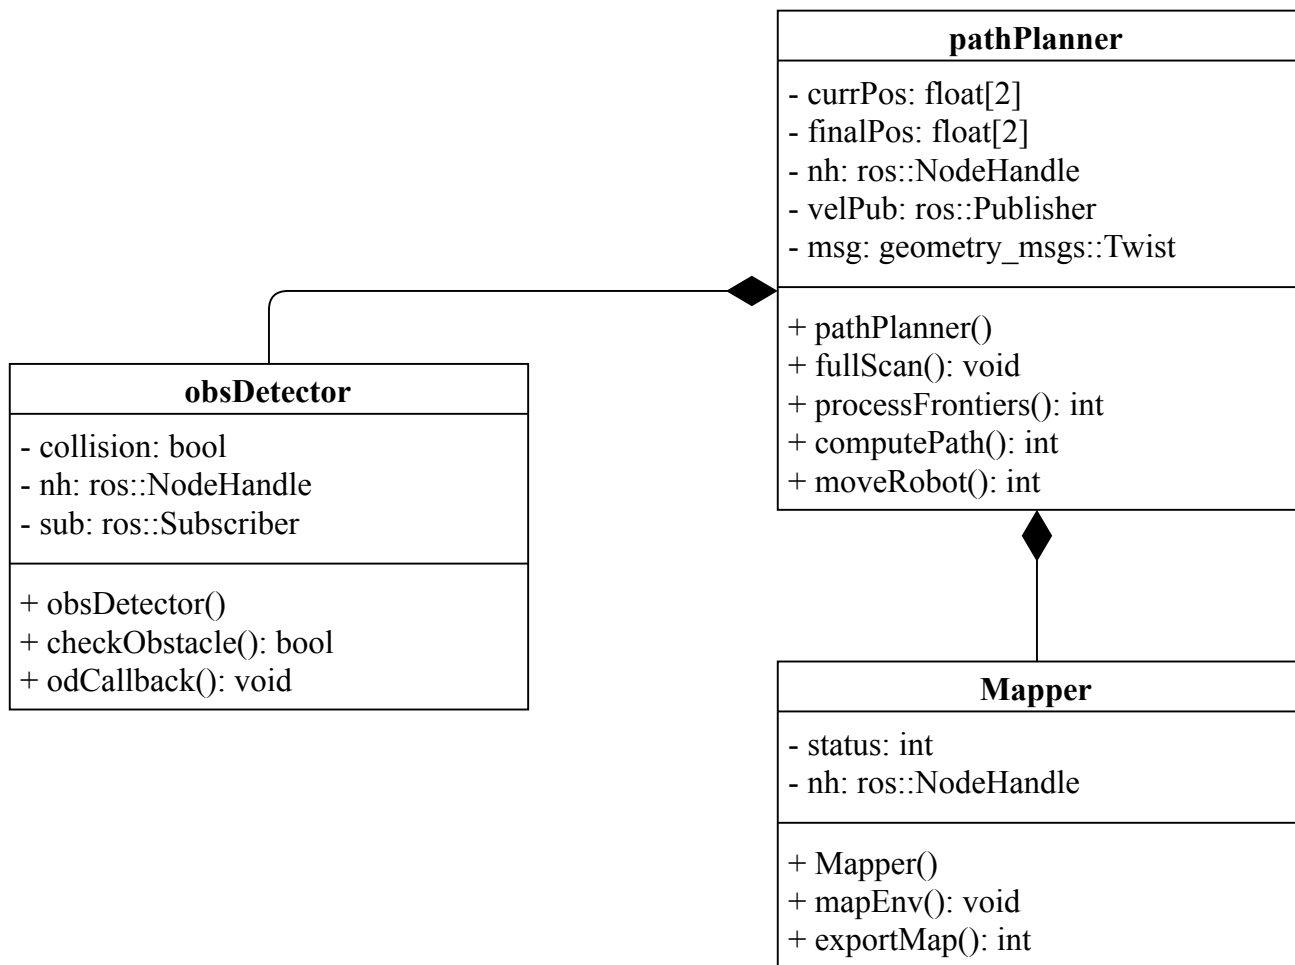 pathPlanner
- currPos: float[2]
- finalPos: float[2]
- nh: ros::NodeHandle
- velPub: ros::Publisher
- msg: geometry_msgs::Twist
+ pathPlanner()
+ fullScan(): void
+ processFrontiers(): int
+ computePath(): int
+ moveRobot(): int
obsDetector
- collision: bool
- nh: ros::NodeHandle
- sub: ros::Subscriber
+ obsDetector()
+ checkObstacle(): bool
+ odCallback(): void
Mapper
- status: int
- nh: ros::NodeHandle
+ Mapper()
+ mapEnv(): void
+ exportMap(): int